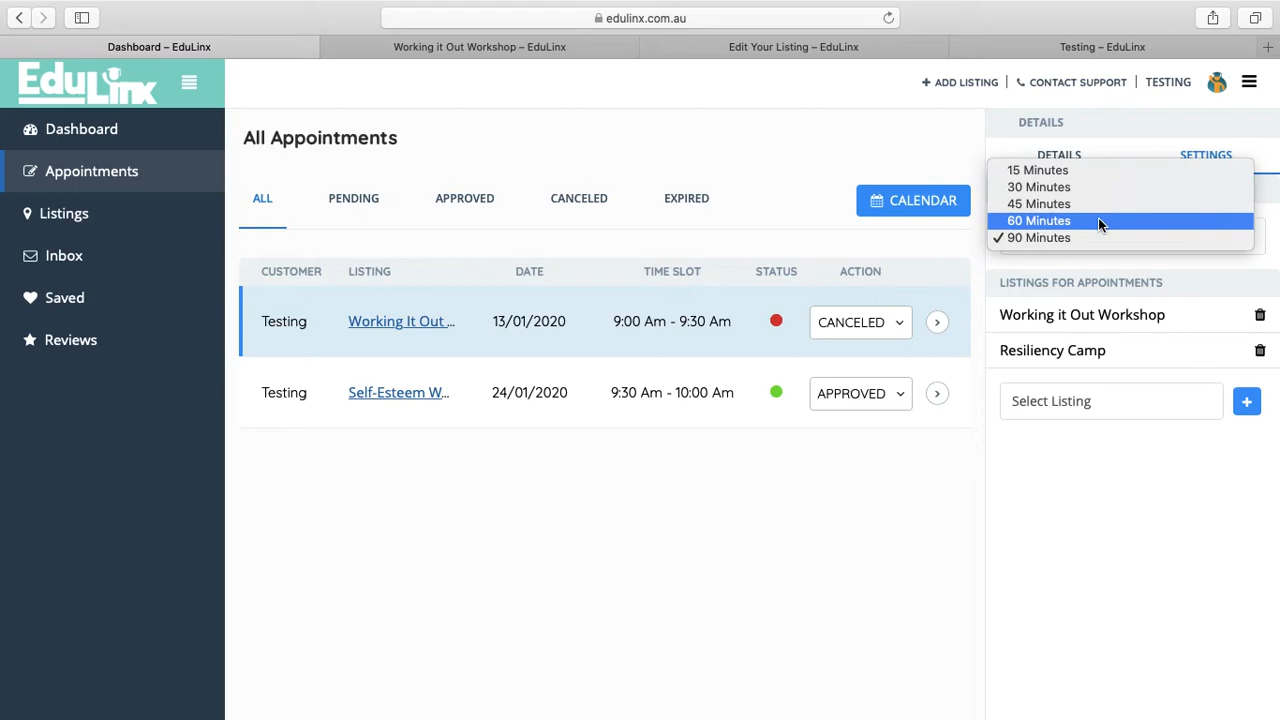 edulinx.com.au
Dashboard – EduLinx
Working it Out Workshop – EduLinx
Edit Your Listing – EduLinx
Testing – EduLinx
EduLinx
ADD LISTING
CONTACT SUPPORT
TESTING
Dashboard
Appointments
Listings
Inbox
Saved
Reviews
All Appointments
ALL
PENDING
APPROVED
CANCELED
EXPIRED
CALENDAR
CUSTOMER LISTING DATE TIME SLOT STATUS ACTION
Testing Working It Out ... 13/01/2020 9:00 Am - 9:30 Am CANCELED
Testing Self-Esteem W... 24/01/2020 9:30 Am - 10:00 Am APPROVED
DETAILS
DETAILS SETTINGS
15 Minutes
30 Minutes
45 Minutes
60 Minutes
90 Minutes
LISTINGS FOR APPOINTMENTS
Working it Out Workshop
Resiliency Camp
Select Listing